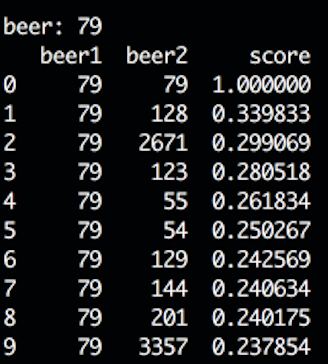 beer: 79
beer1 beer2 score
0 79 79 1.000000
1 79 128 0.339833
2 79 2671 0.299069
3 79 123 0.280518
4 79 55 0.261834
5 79 54 0.250267
6 79 129 0.242569
7 79 144 0.240634
8 79 201 0.240175
9 79 3357 0.237854